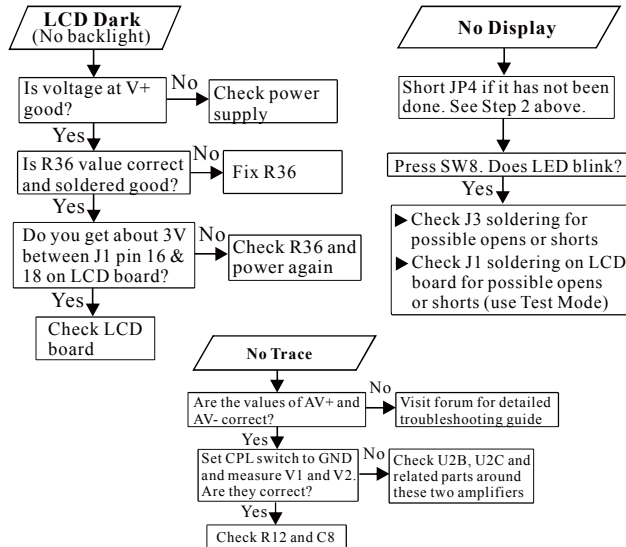 LCD Dark
(No backlight)
Is voltage at V+
good?
No
Check power
supply
Yes
Is R36 value correct
and soldered good?
No
Fix R36
Yes
Do you get about 3V
between J1 pin 16 &
18 on LCD board?
No
Check R36 and
power again
Yes
Check LCD
board
No Display
Short JP4 if it has not been
done. See Step 2 above.
Press SW8. Does LED blink?
Yes
▶ Check J3 soldering for
possible opens or shorts
▶ Check J1 soldering on LCD
board for possible opens
or shorts (use Test Mode)
No Trace
Are the values of AV+ and
AV- correct?
No
Visit forum for detailed
troubleshooting guide
Yes
Set CPL switch to GND
and measure V1 and V2.
Are they correct?
No
Check U2B, U2C and
related parts around
these two amplifiers
Yes
Check R12 and C8